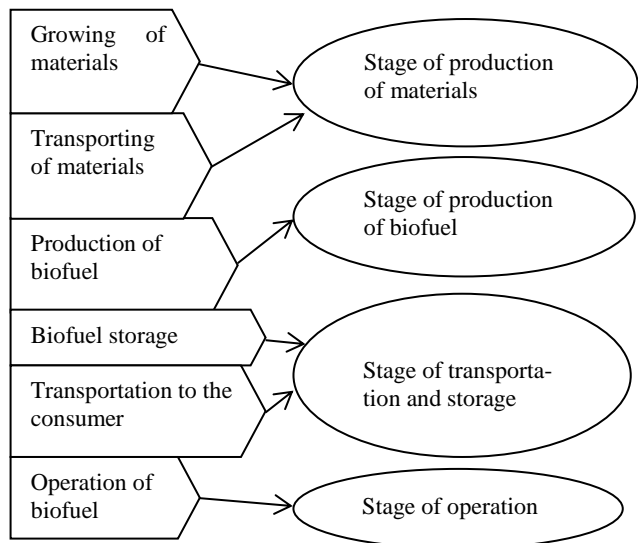 Growing of
materials
Stage of production
of materials
Transporting
of materials
Stage of production
of biofuel
Production of
biofuel
Biofuel storage
Stage of transporta-
tion and storage
Transportation to the
consumer
Operation of
biofuel
Stage of operation